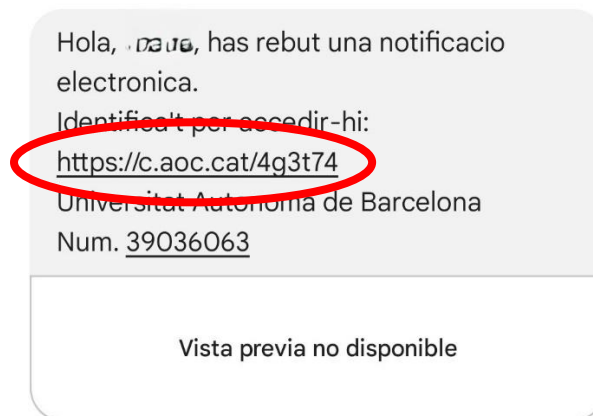 Hola, , has rebut una notificacio
electronica.
Identifica't per accedir-hi:
https://c.aoc.cat/4g3t74
Universitat Autonoma de Barcelona
Num. 39036063
Vista previa no disponible